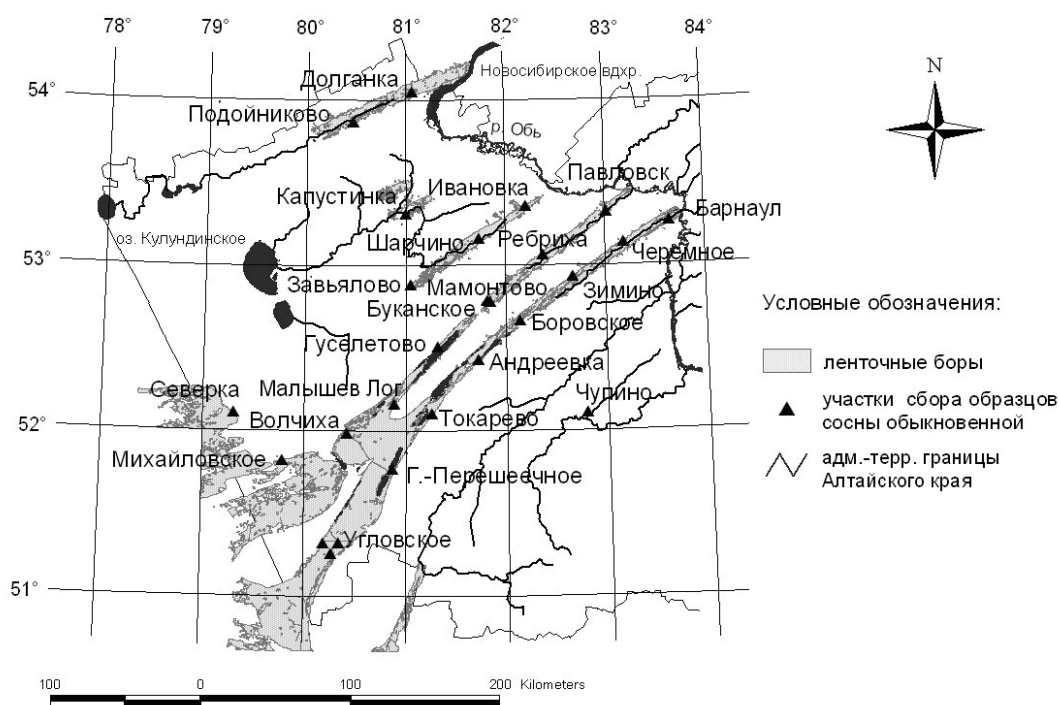 78° 79° 80° 81° 82° 83° 84°
N
54°
53°
52°
51°
Долганка
Новосибирское вдхр.
Подойниково
р. Обь
Павловск
Капустинка
Ивановка
Барнаул
оз. Кулундинское
Шарчино
Ребриха
Черемное
Завьялово
Мамонтово
Зимино
Буканское
Боровское
Гуселетово
Андреевка
Северка
Малышев Лог
Чупино
Волчиха
Токарево
Михайловское
Г.-Перешеечное
Угловское
Условные обозначения:
ленточные боры
участки сбора образцов
сосны обыкновенной
адм.-терр. границы
Алтайского края
100 0 100 200 Kilometers